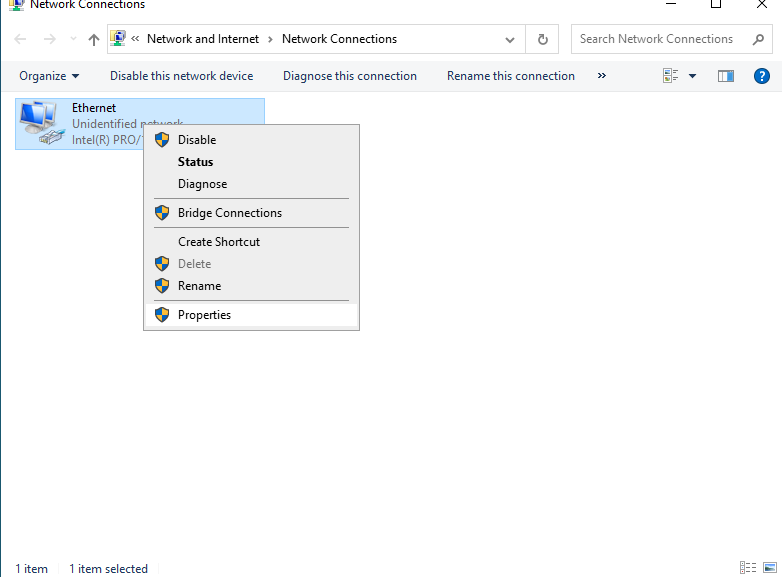 Network Connections
« Network and Internet › Network Connections
Search Network Connections
Organize
Disable this network device
Diagnose this connection
Rename this connection
»
?
Ethernet
Unidentified network
Intel(R) PRO/
Disable
Status
Diagnose
Bridge Connections
Create Shortcut
Delete
Rename
Properties
1 item
1 item selected